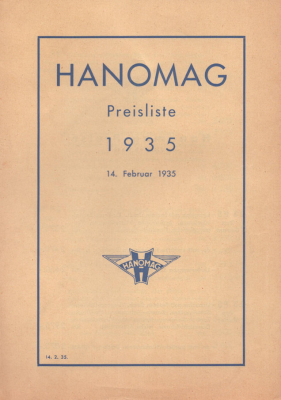 HANOMAG
Preisliste
1935
14. Februar 1935
HANOMAG
14. 2. 35.